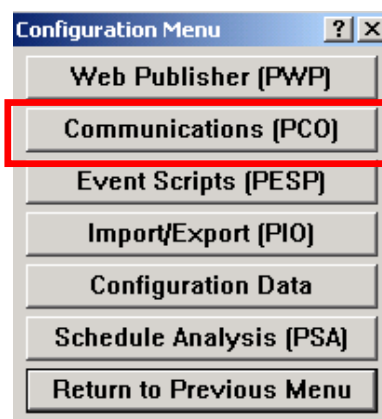 Configuration Menu
Web Publisher (PWP)
Communications (PCO)
Event Scripts (PESP)
Import/Export (PIO)
Configuration Data
Schedule Analysis (PSA)
Return to Previous Menu